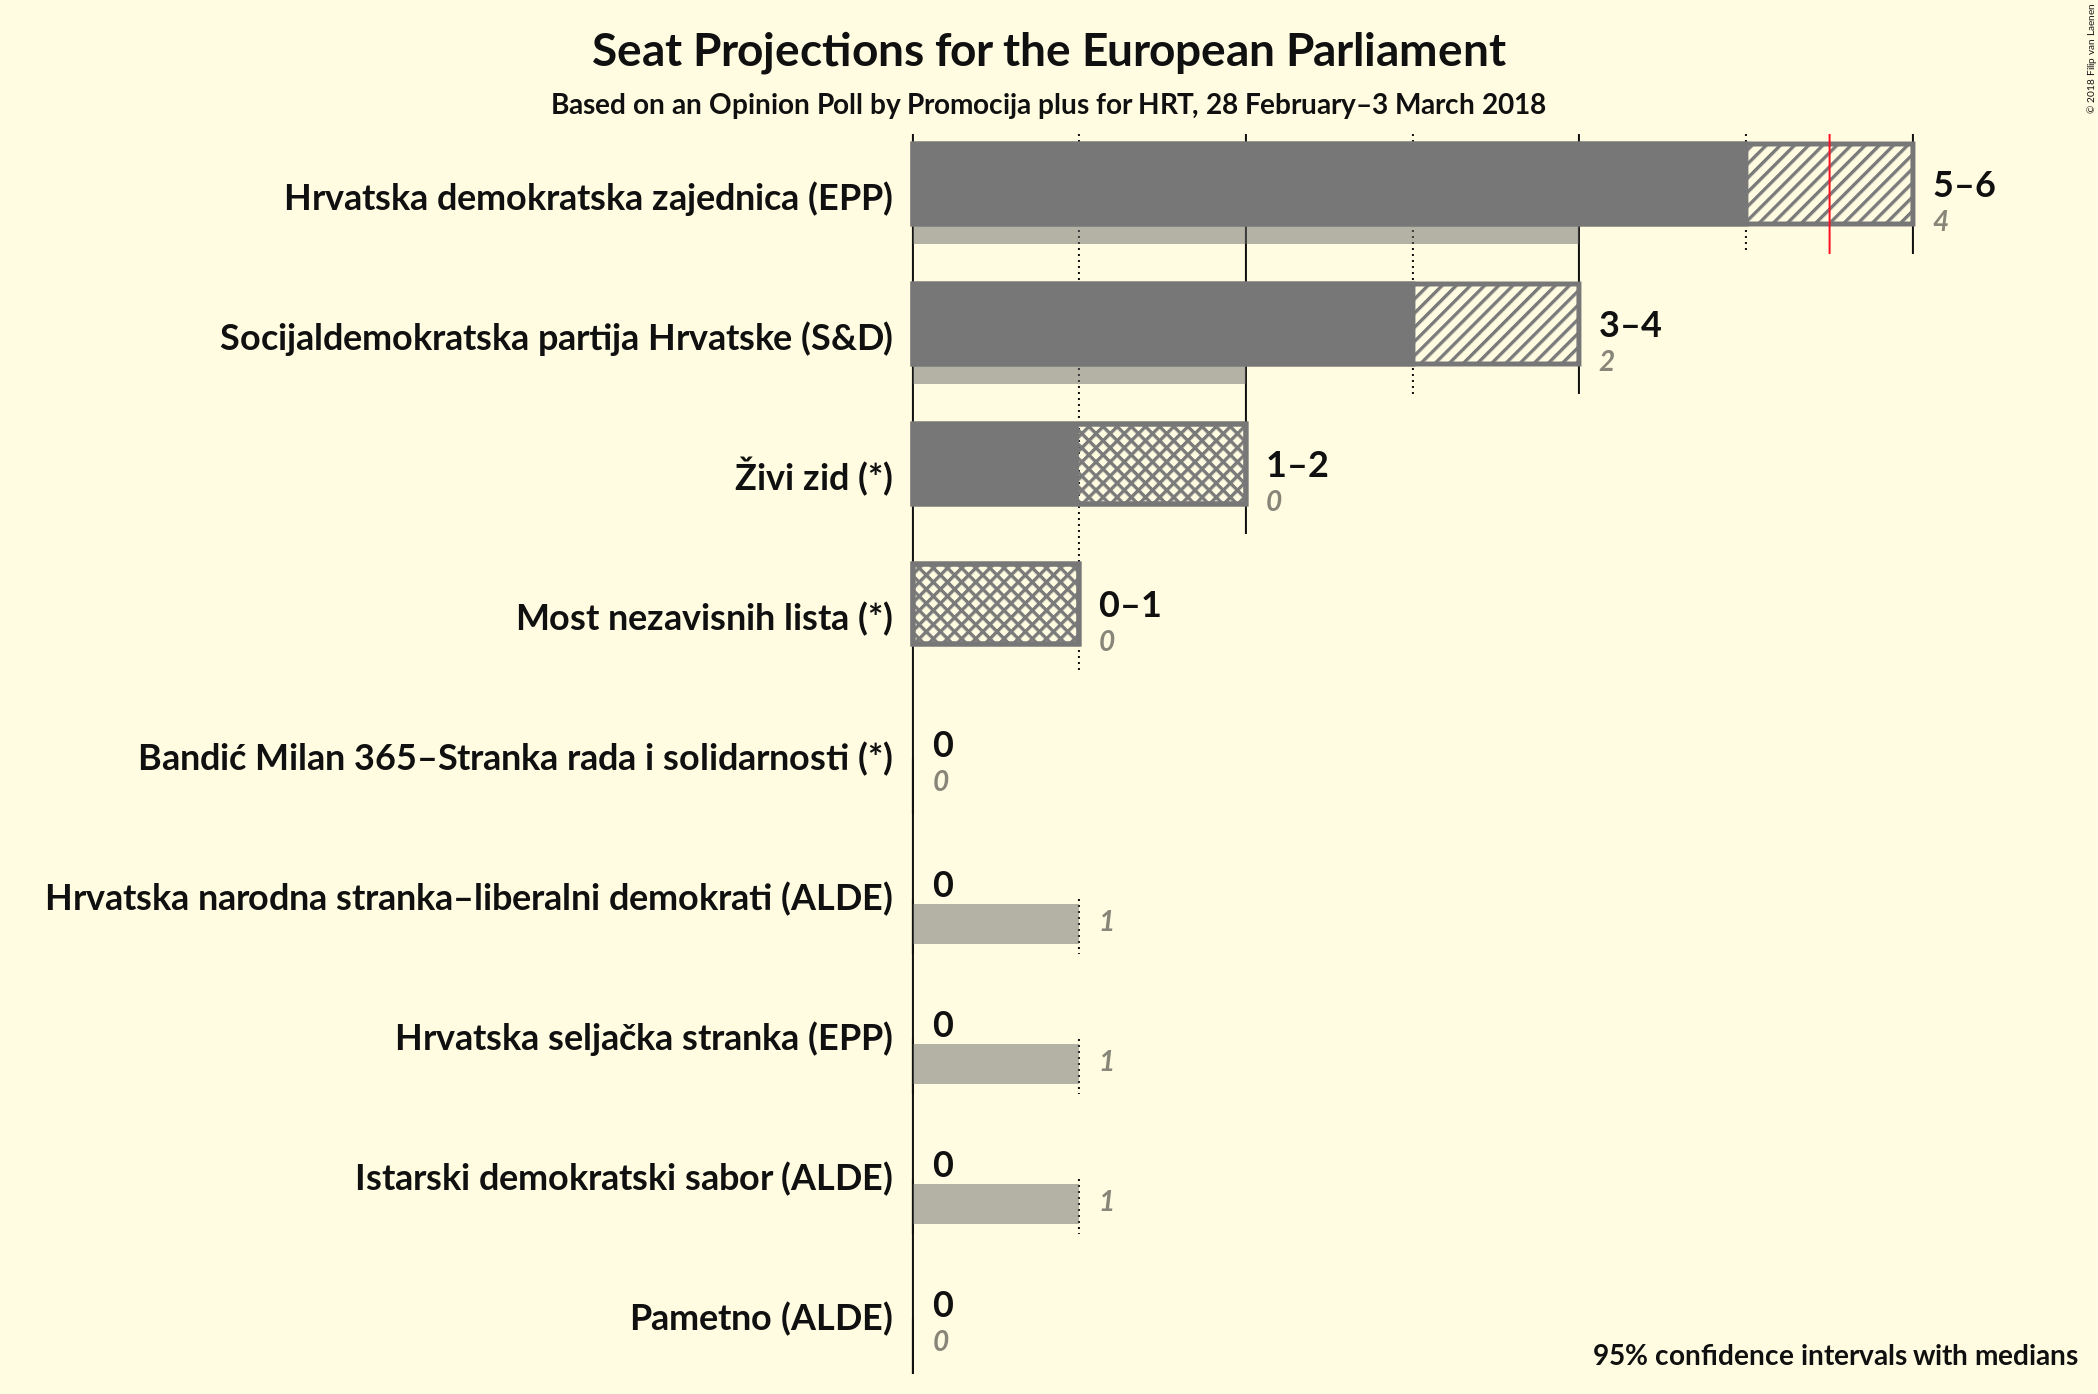 Seat Projections for the European Parliament
Based on an Opinion Poll by Promocija plus for HRT, 28 February–3 March 2018
© 2018 Filip van Laenen
Hrvatska demokratska zajednica (EPP)
5–6
4
Socijaldemokratska partija Hrvatske (S&D)
3–4
2
Živi zid (*)
1–2
0
Most nezavisnih lista (*)
0–1
0
Bandić Milan 365–Stranka rada i solidarnosti (*)
0
0
Hrvatska narodna stranka–liberalni demokrati (ALDE)
0
1
Hrvatska seljačka stranka (EPP)
0
1
Istarski demokratski sabor (ALDE)
0
1
Pametno (ALDE)
0
0
95% confidence intervals with medians